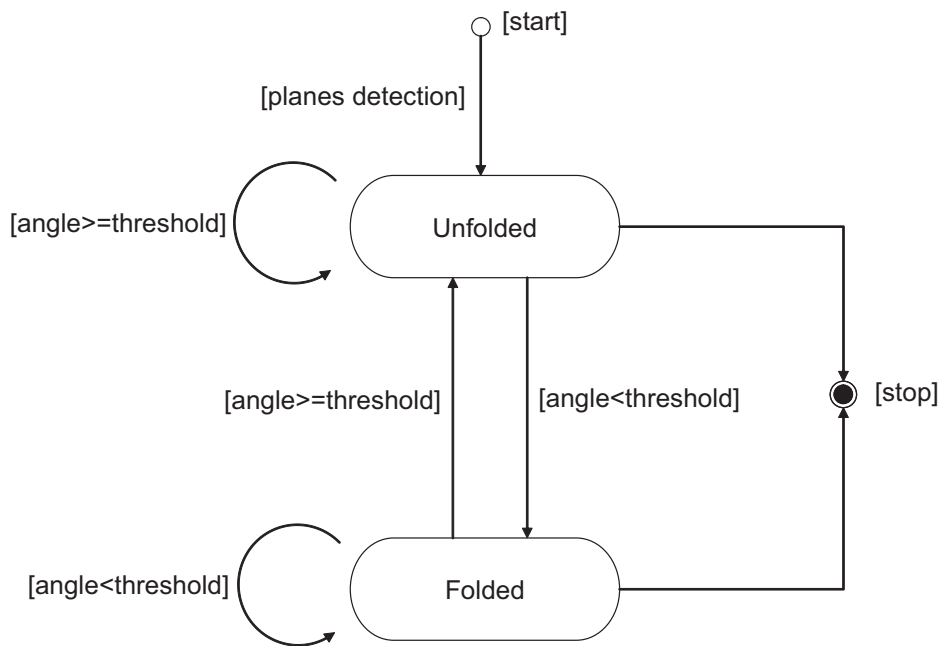 [start]
[planes detection]
[angle>=threshold]
Unfolded
[angle>=threshold]
[angle<threshold]
[stop]
[angle<threshold]
Folded